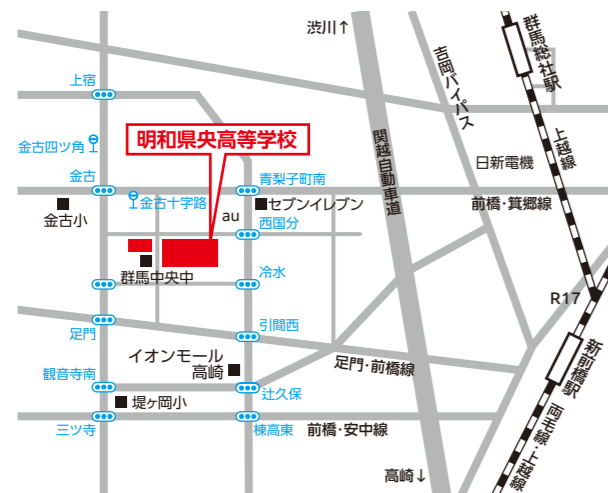 渋川↑
群馬総社駅
吉岡バイパス
上宿
上越線
金古四ツ角
明和県央高等学校
関越自動車道
日新電機
金古
青梨子町南
金古十字路
セブンイレブン
前橋・箕郷線
金古小
au
西国分
群馬中央中
冷水
R17
足門
引間西
イオンモール
高崎
足門・前橋線
新前橋駅
観音寺南
辻久保
堤ヶ岡小
両毛線・上越線
三ツ寺
棟高東
前橋・安中線
高崎↓